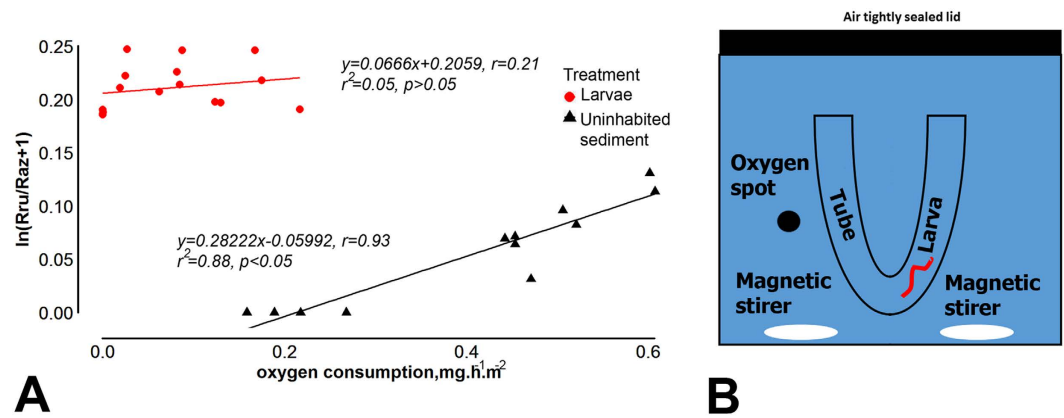 0.25
0.20
0.15
0.10
0.05
0.00
ln(Rru/Raz+1)
y=0.0666x+0.2059, r=0.21
r²=0.05, p>0.05
Treatment
Larvae
Uninhabited
sediment
y=0.28222x-0.05992, r=0.93
r²=0.88, p<0.05
0.0 0.2 0.4 0.6
oxygen consumption,mg.h⁻¹.m⁻²
A
Air tightly sealed lid
Oxygen
spot
Tube
Larva
Magnetic
stirer
Magnetic
stirer
B